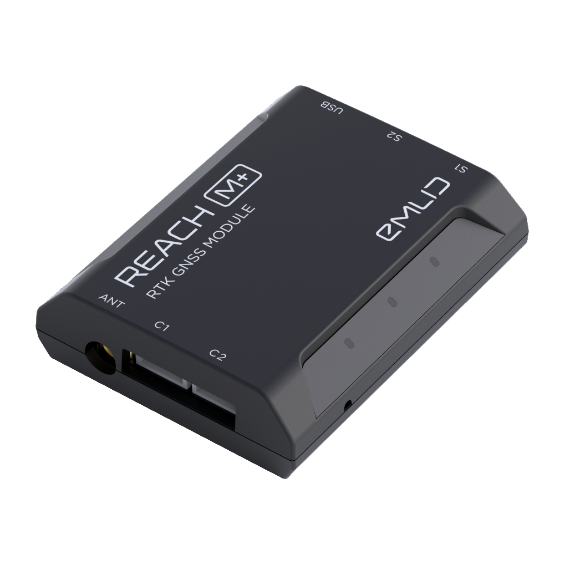 USB
S2
S1
REACH M+
RTK GNSS MODULE
emlid
ANT
C1
C2